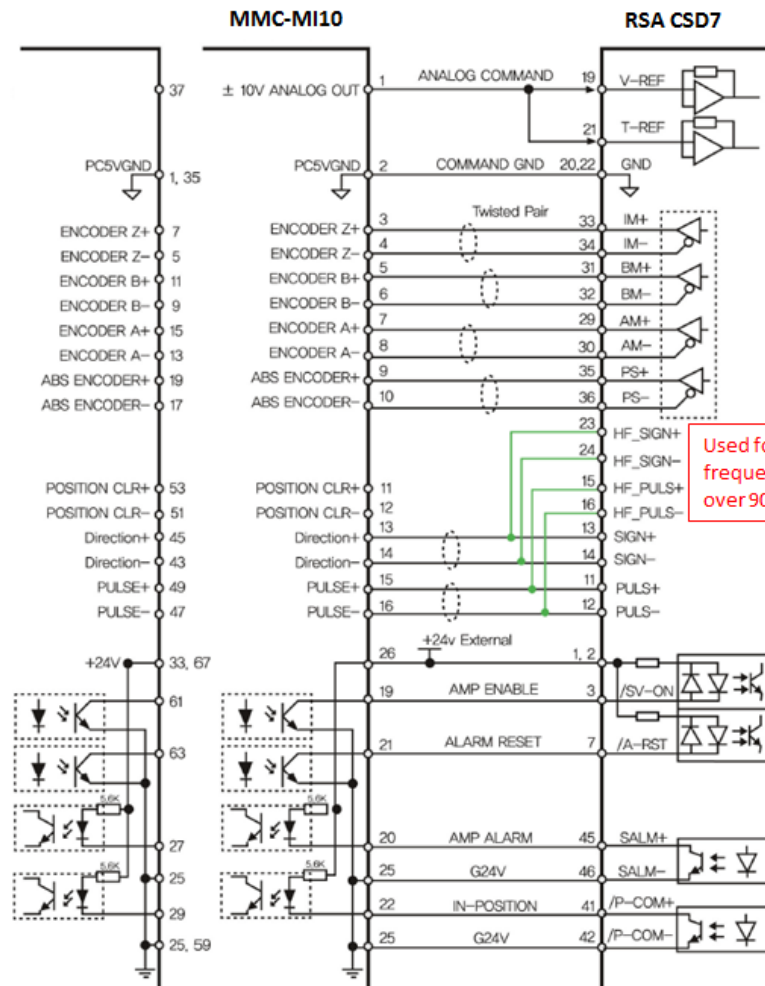 MMC-MI10
RSA CSD7
37
± 10V ANALOG OUT
1
ANALOG COMMAND
19
V-REF
21
T-REF
PC5VGND
1, 35
PC5VGND
2
COMMAND GND
20,22
GND
Twisted Pair
ENCODER Z+
7
ENCODER Z+
3
33
IM+
ENCODER Z-
5
ENCODER Z-
4
34
IM-
ENCODER B+
11
ENCODER B+
5
31
BM+
ENCODER B-
9
ENCODER B-
6
32
BM-
ENCODER A+
15
ENCODER A+
7
29
AM+
ENCODER A-
13
ENCODER A-
8
30
AM-
ABS ENCODER+
19
ABS ENCODER+
9
35
PS+
ABS ENCODER-
17
ABS ENCODER-
10
36
PS-
23
HF_SIGN+
24
HF_SIGN-
15
HF_PULS+
16
HF_PULS-
Used fo
freque
over 90
POSITION CLR+
53
POSITION CLR+
11
POSITION CLR-
51
POSITION CLR-
12
Direction+
45
Direction+
13
13
SIGN+
Direction-
43
Direction-
14
14
SIGN-
PULSE+
49
PULSE+
15
11
PULS+
PULSE-
47
PULSE-
16
12
PULS-
+24V
33, 67
26
+24v External
1, 2
61
19
AMP ENABLE
3
/SV-ON
63
21
ALARM RESET
7
/A-RST
5.6K
5.6K
27
20
AMP ALARM
45
SALM+
5.6K
5.6K
25
25
G24V
46
SALM-
29
22
IN-POSITION
41
/P-COM+
25, 59
25
G24V
42
/P-COM-